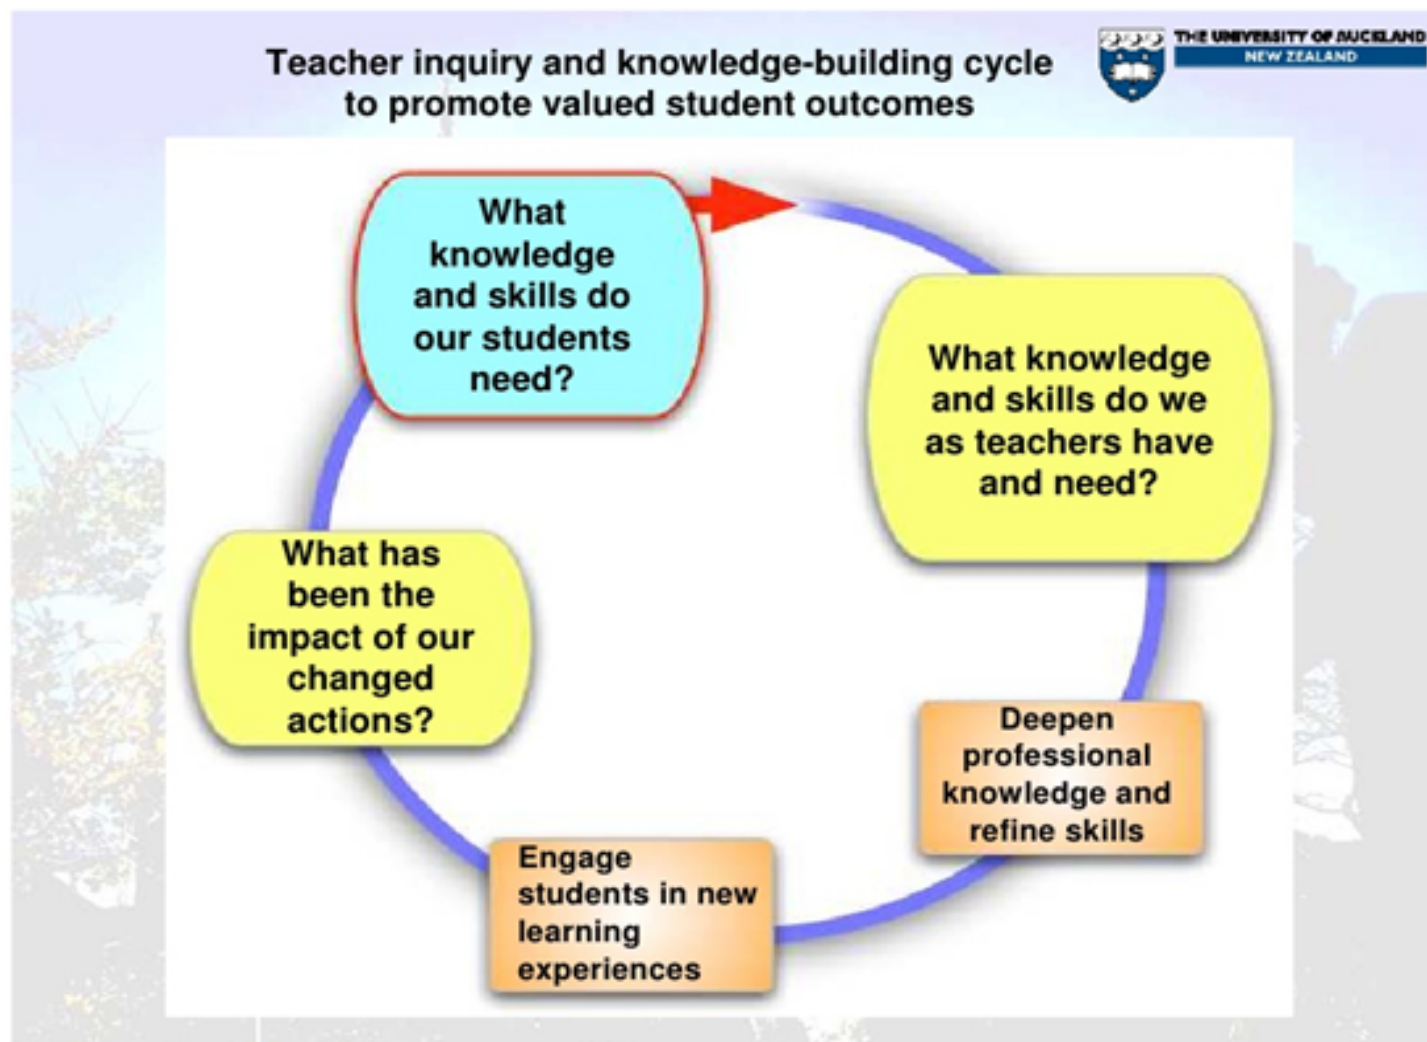 Teacher inquiry and knowledge-building cycle
to promote valued student outcomes
THE UNIVERSITY OF AUCKLAND
NEW ZEALAND
What
knowledge
and skills do
our students
need?
What knowledge
and skills do we
as teachers have
and need?
Deepen
professional
knowledge and
refine skills
Engage
students in new
learning
experiences
What has
been the
impact of our
changed
actions?